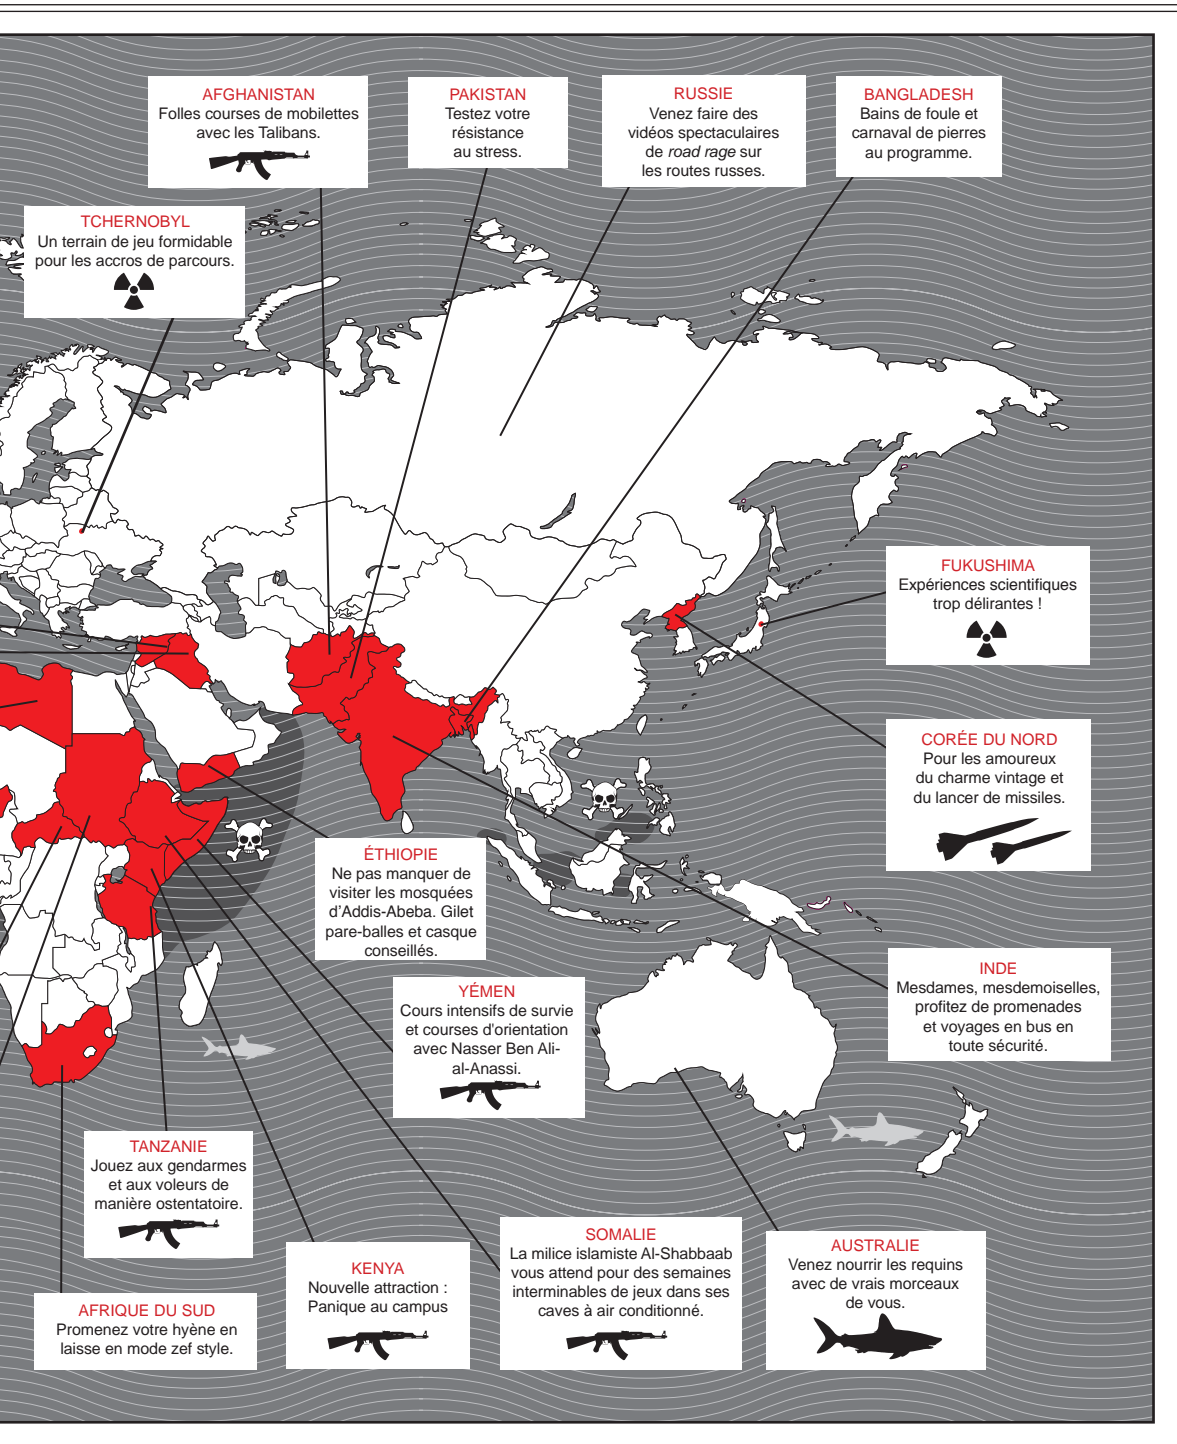 AFGHANISTAN
Folles courses de mobilettes
avec les Talibans.
PAKISTAN
Testez votre
résistance
au stress.
RUSSIE
Venez faire des
vidéos spectaculaires
de road rage sur
les routes russes.
BANGLADESH
Bains de foule et
carnaval de pierres
au programme.
TCHERNOBYL
Un terrain de jeu formidable
pour les accros de parcours.
FUKUSHIMA
Expériences scientifiques
trop délirantes !
CORÉE DU NORD
Pour les amoureux
du charme vintage et
du lancer de missiles.
ÉTHIOPIE
Ne pas manquer de
visiter les mosquées
d'Addis-Abeba. Gilet
pare-balles et casque
conseillés.
INDE
Mesdames, mesdemoiselles,
profitez de promenades
et voyages en bus en
toute sécurité.
YÉMEN
Cours intensifs de survie
et courses d'orientation
avec Nasser Ben Ali-
al-Anassi.
TANZANIE
Jouez aux gendarmes
et aux voleurs de
manière ostentatoire.
SOMALIE
La milice islamiste Al-Shabbaab
vous attend pour des semaines
interminables de jeux dans ses
caves à air conditionné.
AUSTRALIE
Venez nourrir les requins
avec de vrais morceaux
de vous.
KENYA
Nouvelle attraction :
Panique au campus
AFRIQUE DU SUD
Promenez votre hyène en
laisse en mode zef style.